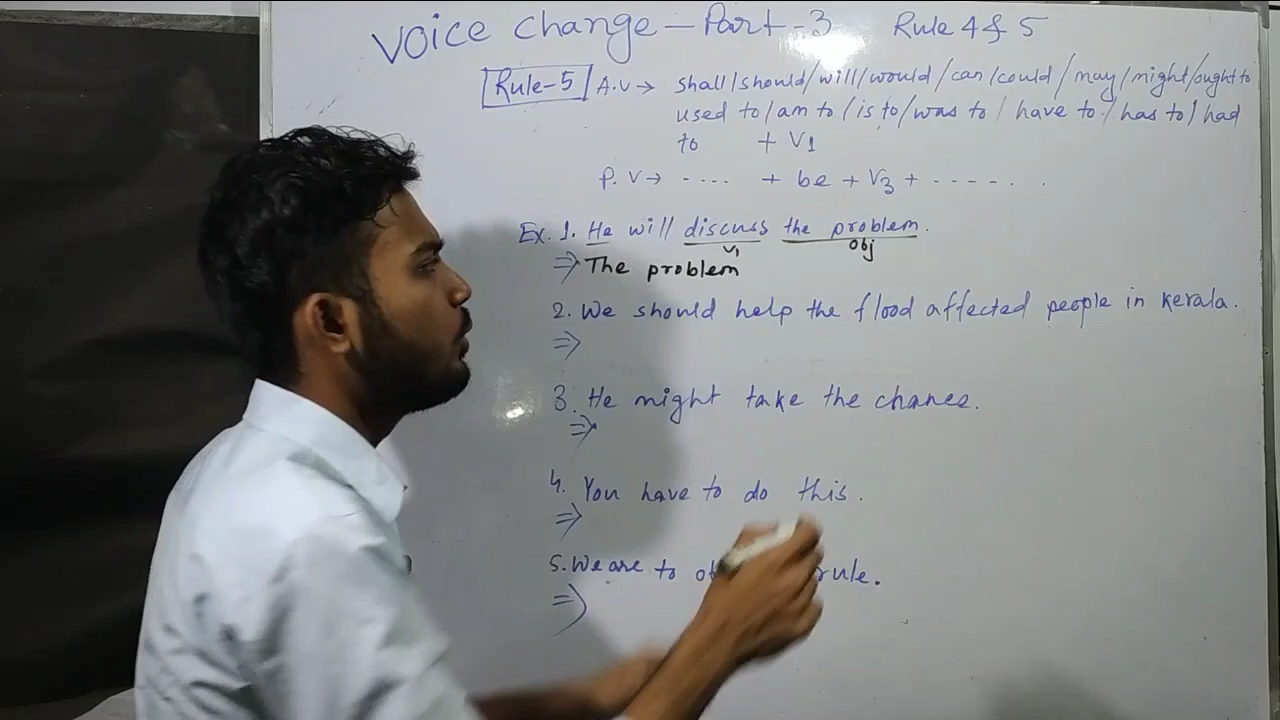 Voice Change — Part - 3 Rule 4 & 5
Rule-5 A.V → shall/should/will/would/can/could/may/might/ought to
used to/am to/is to/was to/have to/has to/had
to + V1
P.V → .... + be + V3 + ..... .
Ex. 1. He will discuss the problem.
V1 obj
⇒ The problem
2. We should help the flood affected people in Kerala.
⇒
3. He might take the chance.
⇒
4. You have to do this.
⇒
5. We are to rule.
⇒